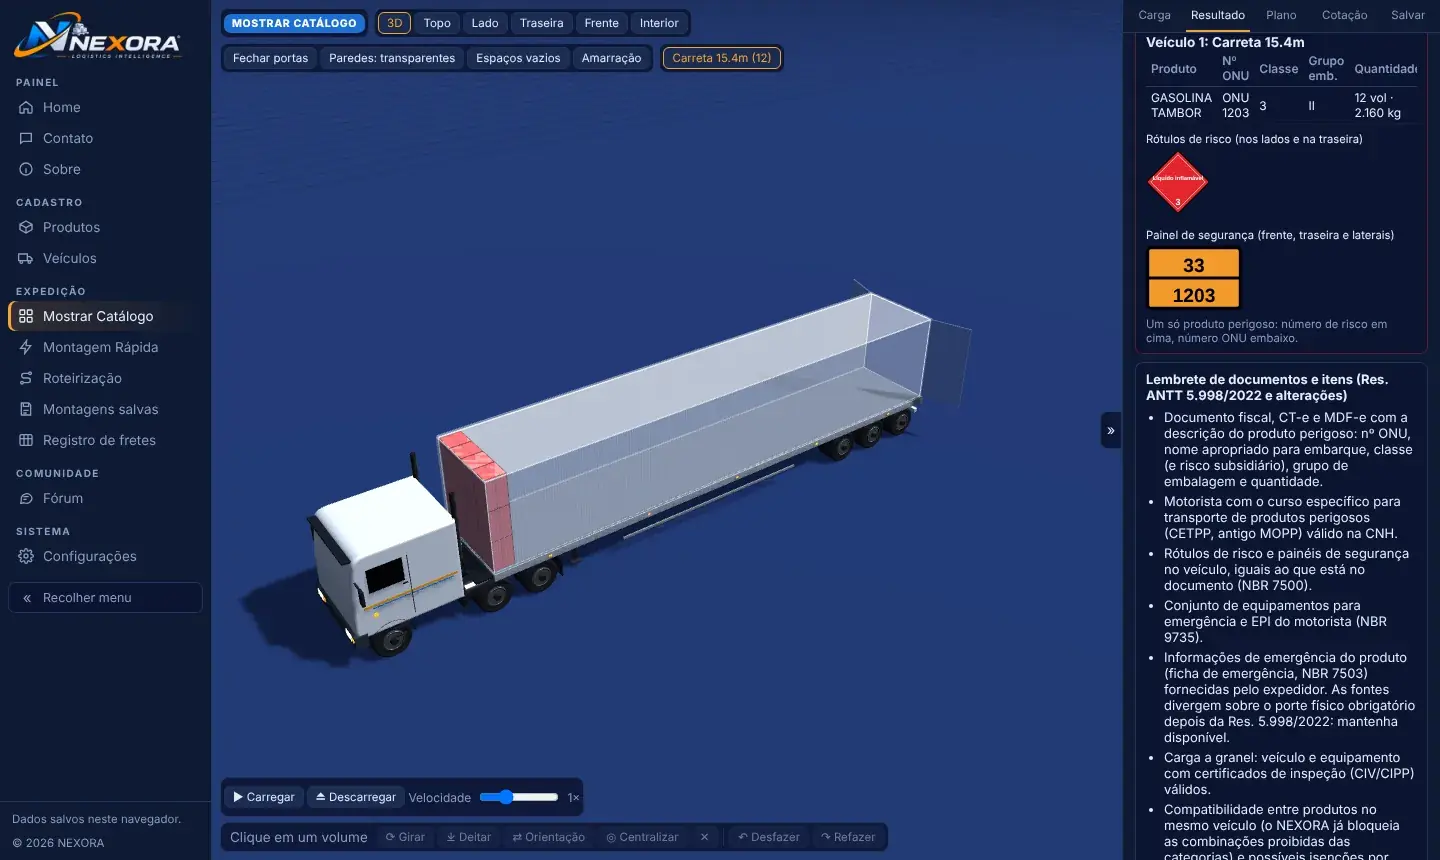 NEXORA
LOGISTICS INTELLIGENCE
PAINEL
Home
Contato
Sobre
CADASTRO
Produtos
Veículos
EXPEDIÇÃO
Mostrar Catálogo
Montagem Rápida
Roteirização
Montagens salvas
Registro de fretes
COMUNIDADE
Fórum
SISTEMA
Configurações
« Recolher menu
Dados salvos neste navegador.
© 2026 NEXORA
MOSTRAR CATÁLOGO 3D Topo Lado Traseira Frente Interior
Fechar portas Paredes: transparentes Espaços vazios Amarração Carreta 15.4m (12)
▶ Carregar ⏏ Descarregar Velocidade 1×
Clique em um volume ⟳ Girar ⤓ Deitar ⇄ Orientação ◎ Centralizar ✕ ↶ Desfazer ↷ Refazer
»
Carga Resultado Plano Cotação Salvar
Veículo 1: Carreta 15.4m
Produto Nº ONU Classe Grupo emb. Quantidade
GASOLINA TAMBOR ONU 1203 3 II 12 vol · 2.160 kg
Rótulos de risco (nos lados e na traseira)
Líquido inflamável
3
Painel de segurança (frente, traseira e laterais)
33
1203
Um só produto perigoso: número de risco em
cima, número ONU embaixo.
Lembrete de documentos e itens (Res.
ANTT 5.998/2022 e alterações)
• Documento fiscal, CT-e e MDF-e com a
descrição do produto perigoso: nº ONU,
nome apropriado para embarque, classe
(e risco subsidiário), grupo de
embalagem e quantidade.
• Motorista com o curso específico para
transporte de produtos perigosos
(CETPP, antigo MOPP) válido na CNH.
• Rótulos de risco e painéis de segurança
no veículo, iguais ao que está no
documento (NBR 7500).
• Conjunto de equipamentos para
emergência e EPI do motorista (NBR
9735).
• Informações de emergência do produto
(ficha de emergência, NBR 7503)
fornecidas pelo expedidor. As fontes
divergem sobre o porte físico obrigatório
depois da Res. 5.998/2022: mantenha
disponível.
• Carga a granel: veículo e equipamento
com certificados de inspeção (CIV/CIPP)
válidos.
• Compatibilidade entre produtos no
mesmo veículo (o NEXORA já bloqueia
as combinações proibidas das
categorias) e possíveis isenções por